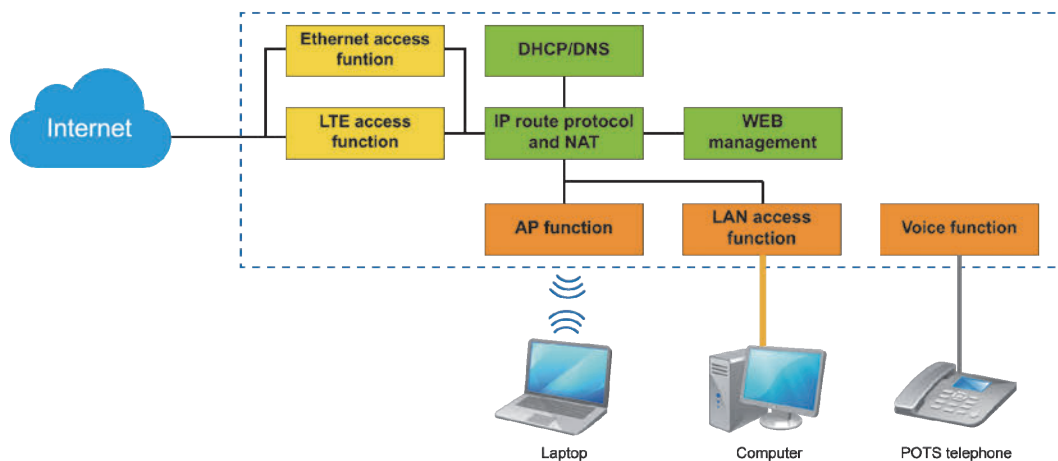 Ethernet access
funtion
DHCP/DNS
Internet
LTE access
function
IP route protocol
and NAT
WEB
management
AP function
LAN access
function
Voice function
Laptop
Computer
POTS telephone